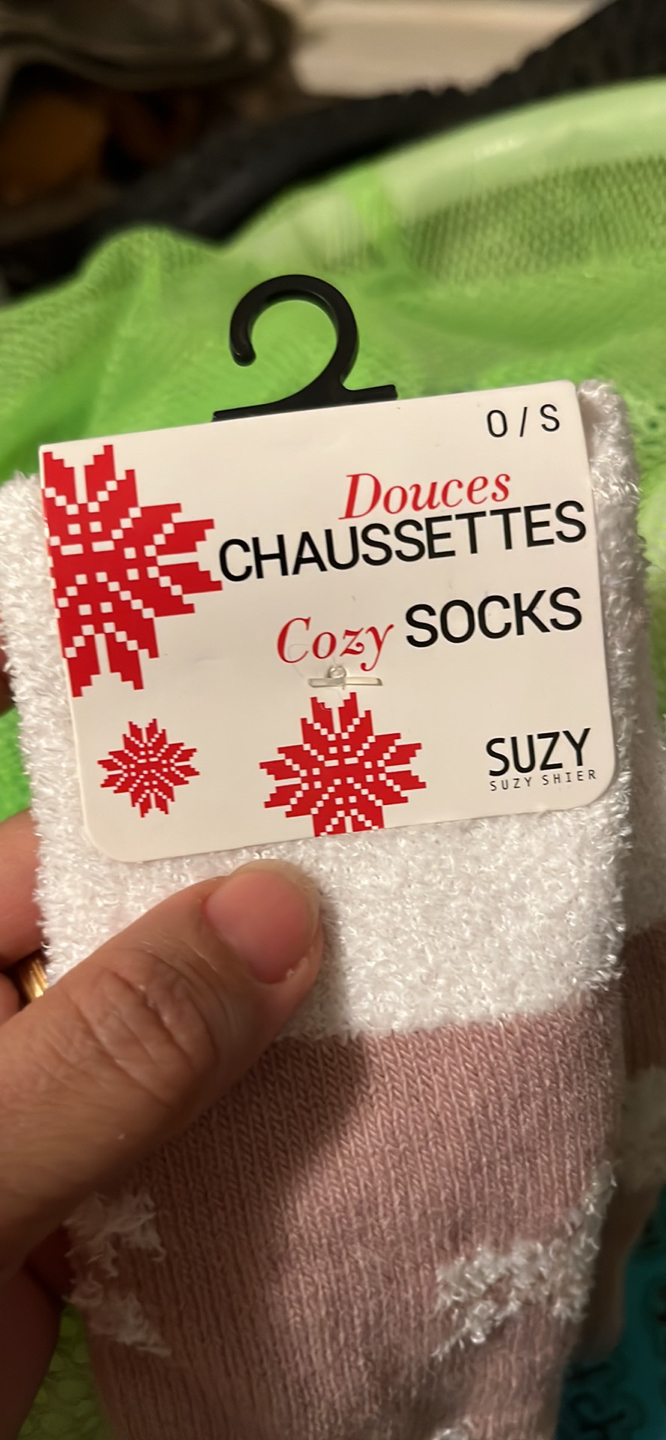 O/S
Douces
CHAUSSETTES
Cozy SOCKS
SUZY
SUZY SHIER